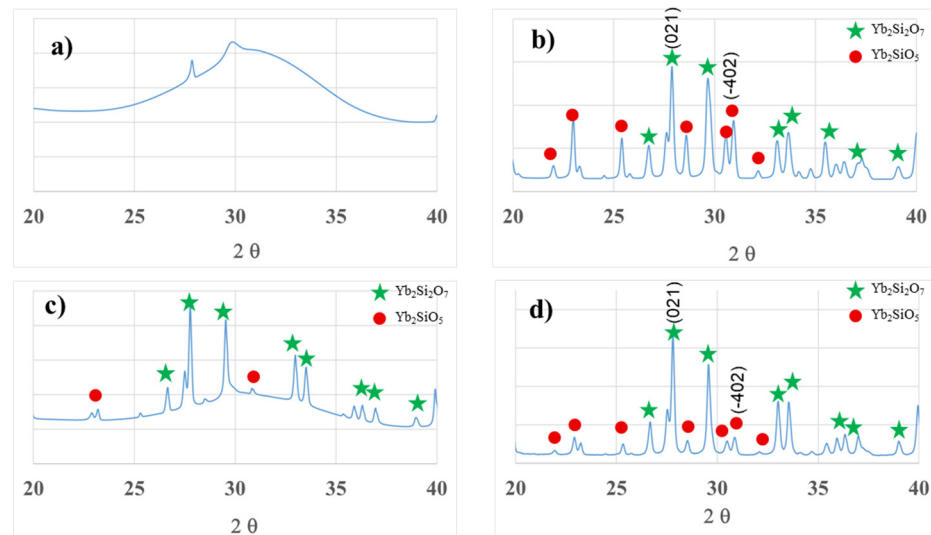 a)
20 25 30 35 40
2 θ
b)
(021)
(-402)
Yb₂Si₂O₇
Yb₂SiO₅
20 25 30 35 40
2 θ
c)
Yb₂Si₂O₇
Yb₂SiO₅
20 25 30 35 40
2 θ
d)
(021)
(-402)
Yb₂Si₂O₇
Yb₂SiO₅
20 25 30 35 40
2 θ